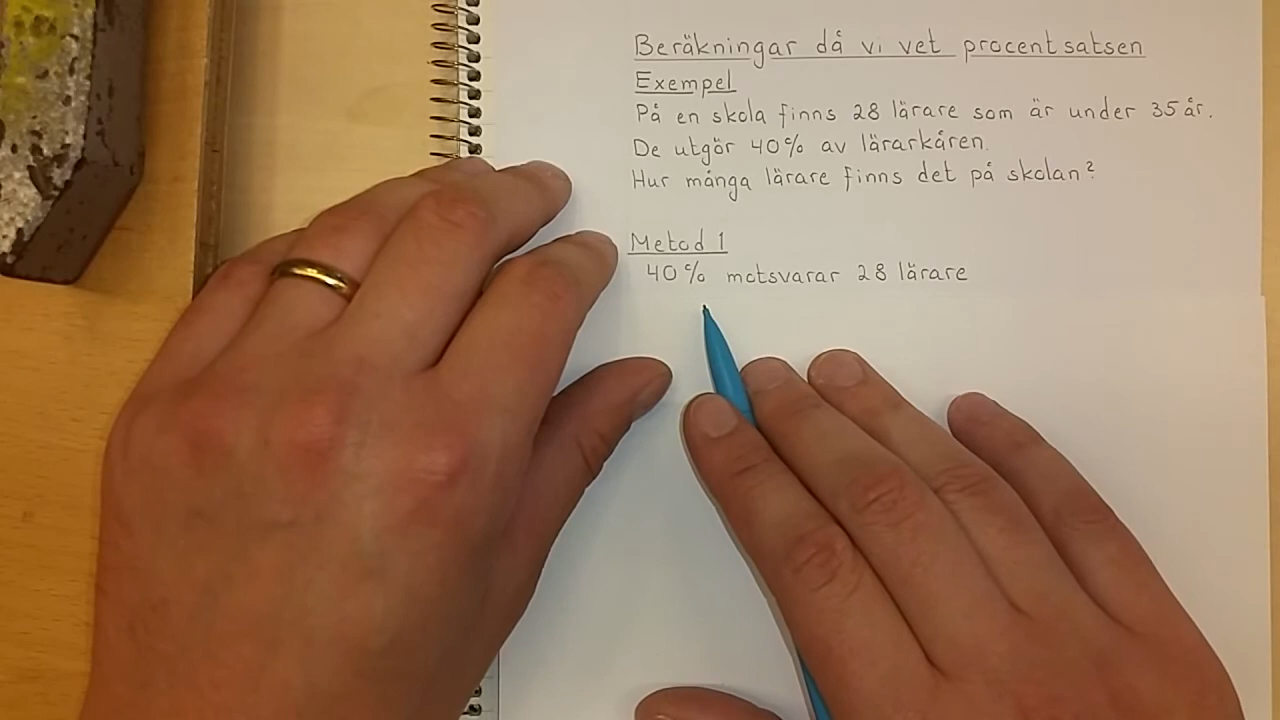 Beräkningar då vi vet procentsatsen
Exempel
På en skola finns 28 lärare som är under 35 år.
De utgör 40% av lärarkåren.
Hur många lärare finns det på skolan?
Metod 1
40% motsvarar 28 lärare